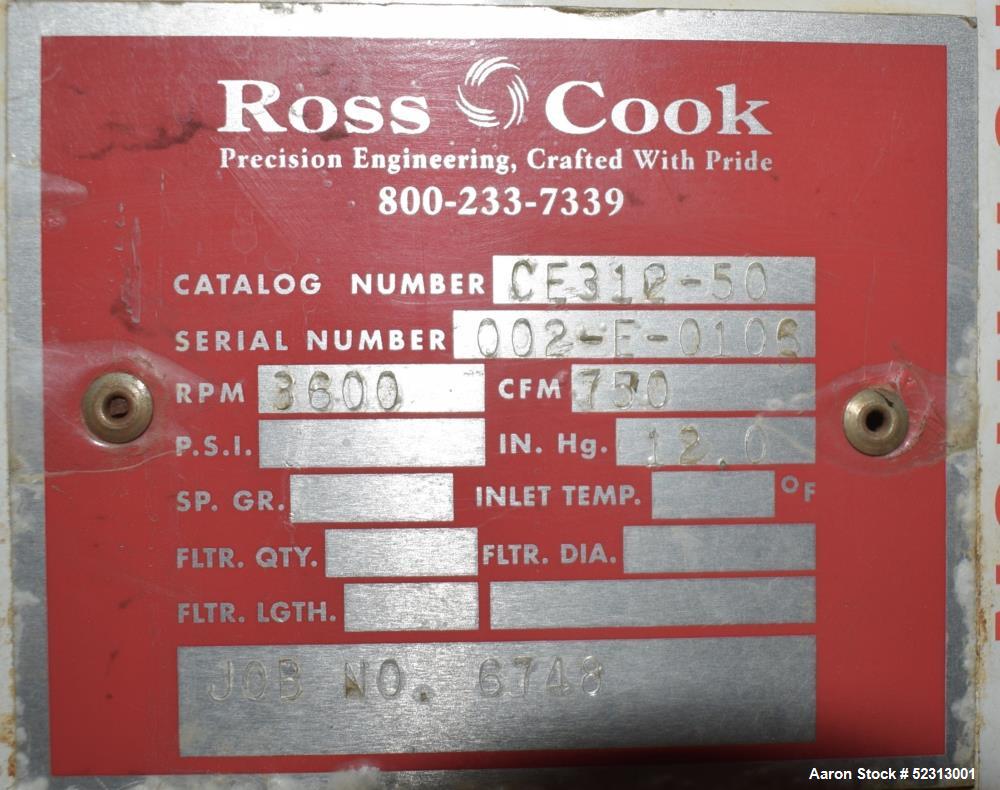 Ross Cook
Precision Engineering, Crafted With Pride
800-233-7339
CATALOG NUMBER CE312-50
SERIAL NUMBER 002-E-0106
RPM 3600 CFM 750
P.S.I. IN. Hg. 12.0
SP. GR. INLET TEMP. °F
FLTR. QTY. FLTR. DIA.
FLTR. LGTH.
JOB NO. 6748
Aaron Stock # 52313001